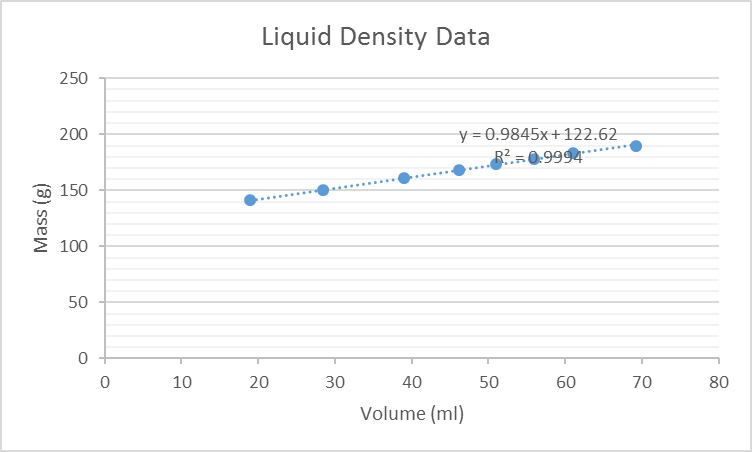 Liquid Density Data
250
200
150
100
50
0
y = 0.9845x + 122.62
R² = 0.9994
Mass (g)
0 10 20 30 40 50 60 70 80
Volume (ml)